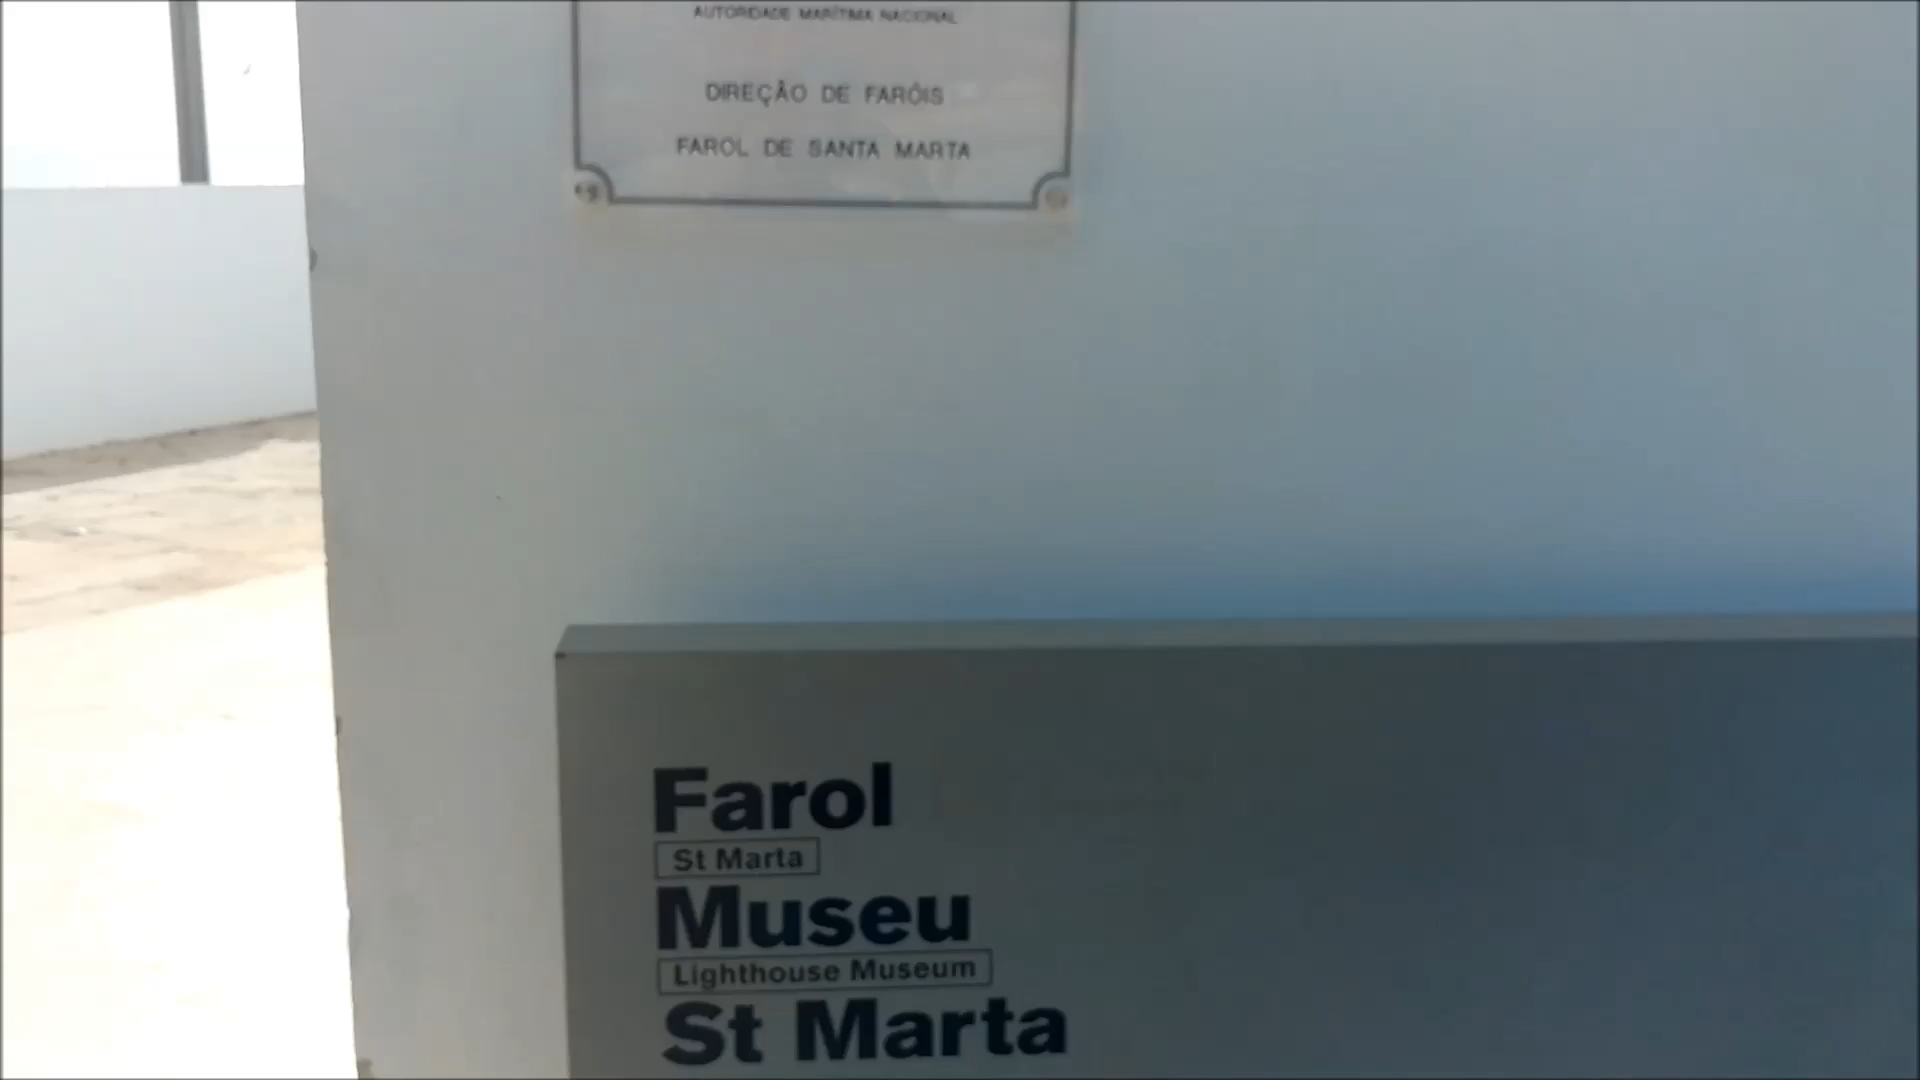 AUTORIDADE MARÍTIMA NACIONAL
DIREÇÃO DE FARÓIS
FAROL DE SANTA MARTA
Farol
St Marta
Museu
Lighthouse Museum
St Marta